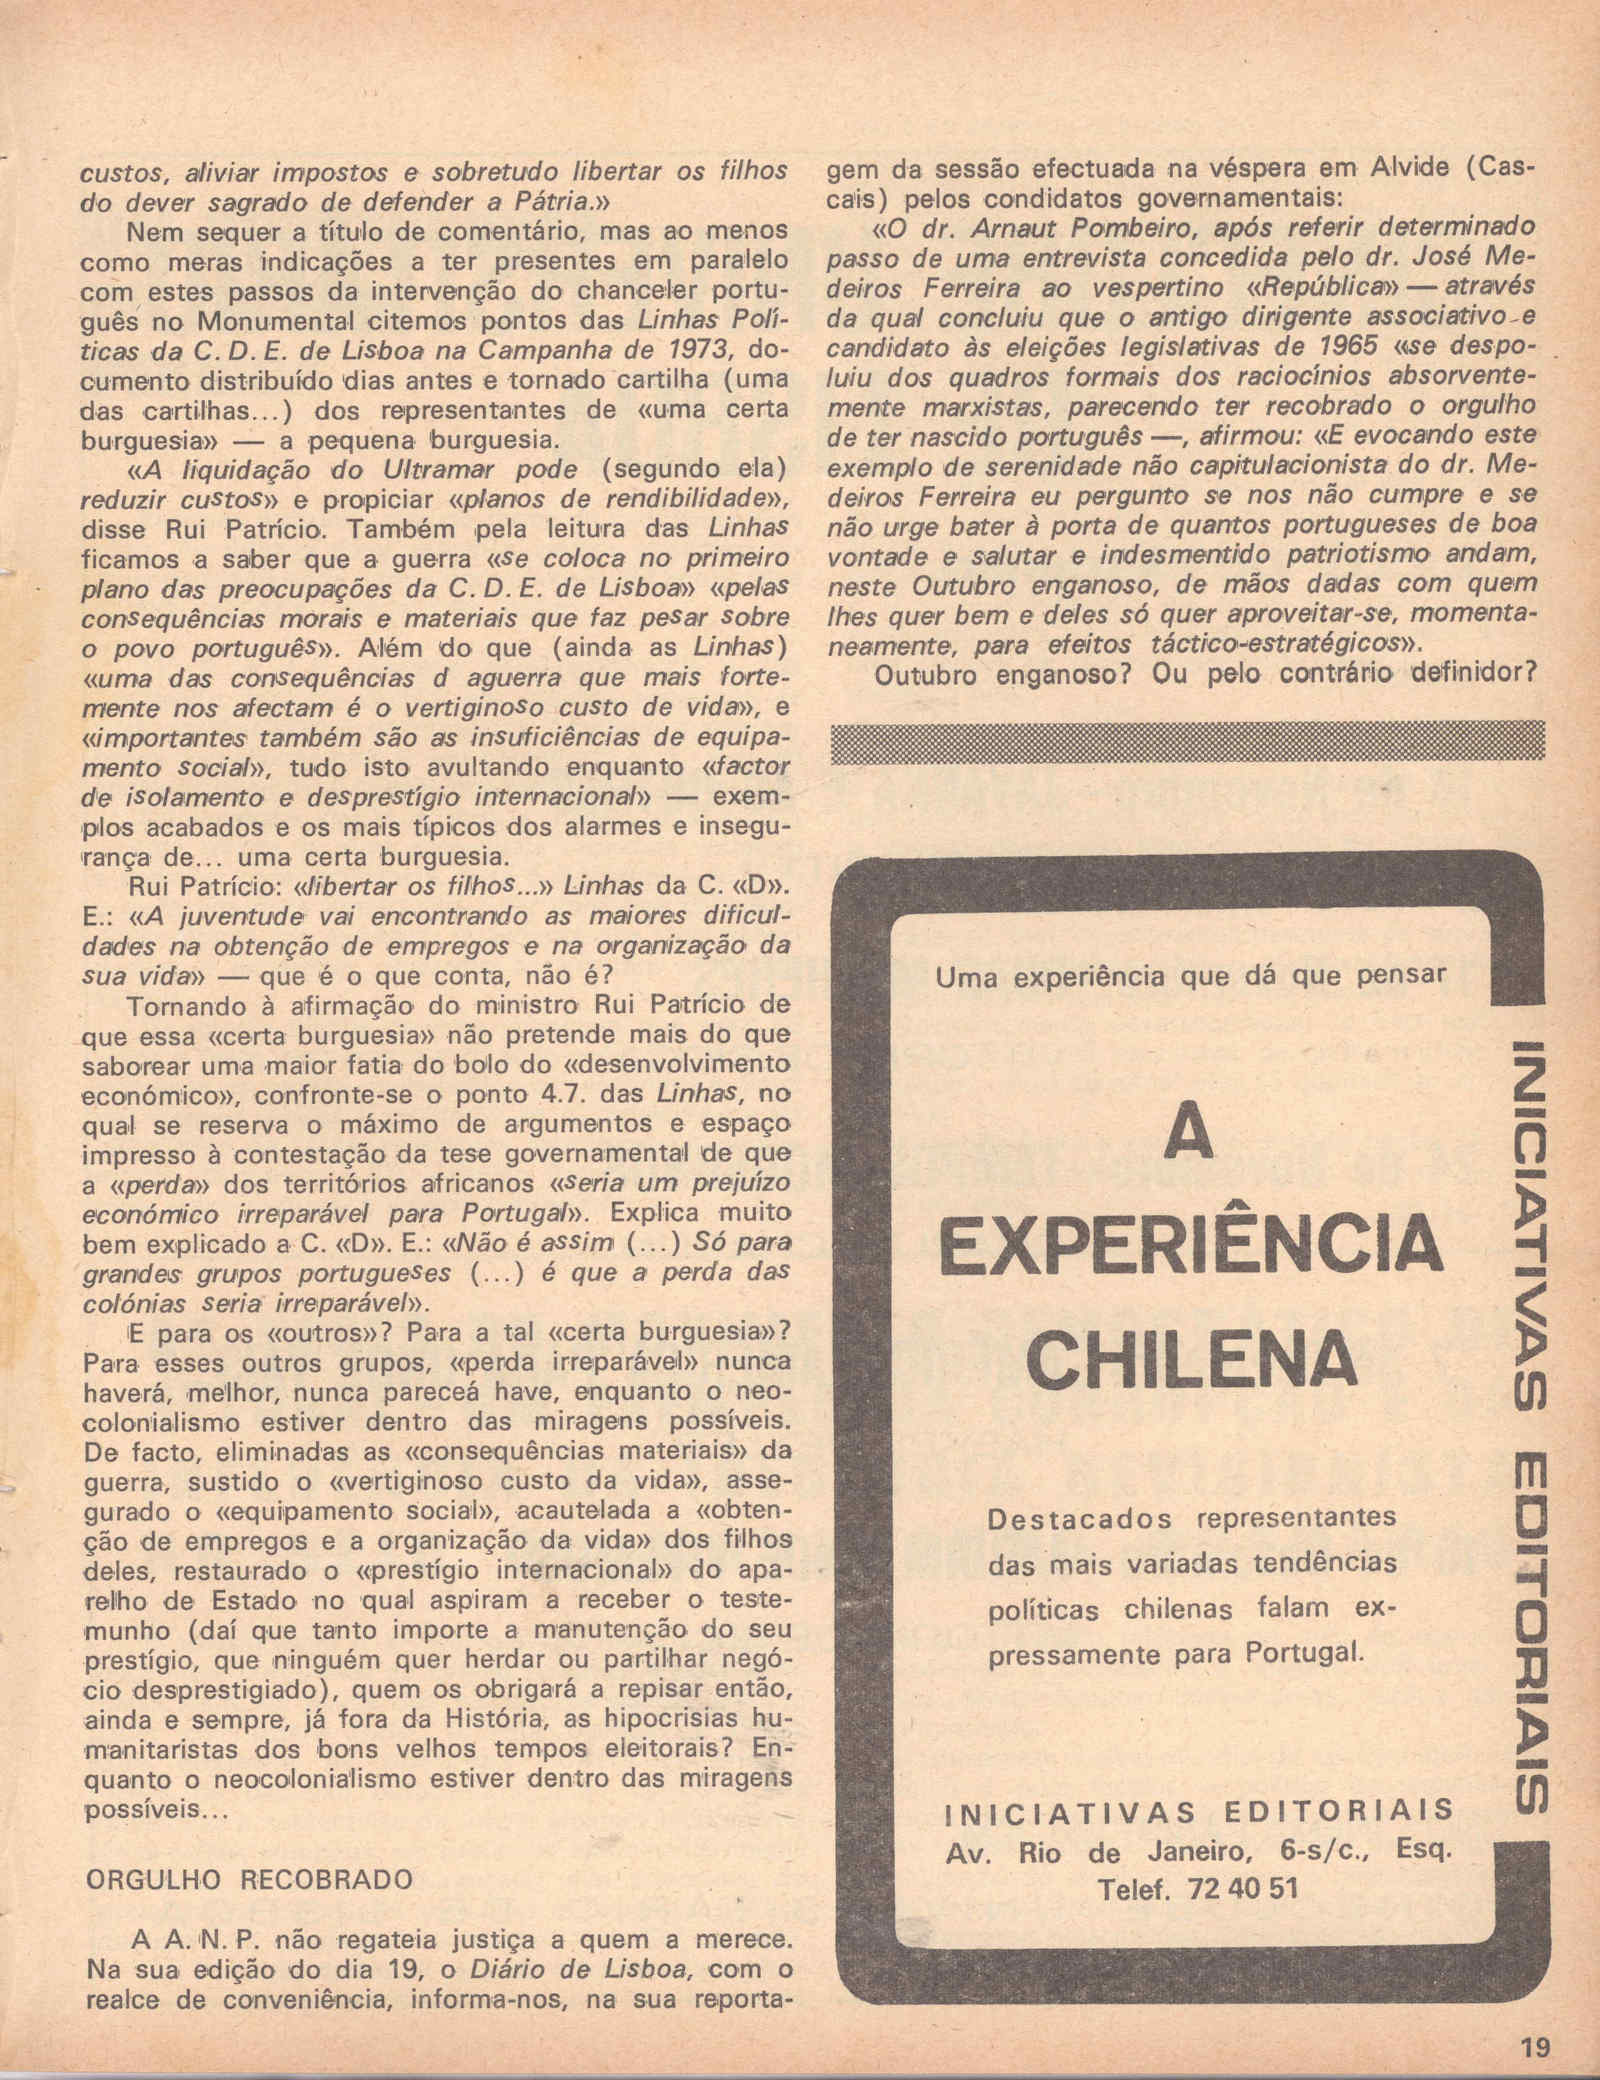 custos, aliviar impostos e sobretudo libertar os filhos
do dever sagrado de defender a Pátria.»
Nem sequer a título de comentário, mas ao menos
como meras indicações a ter presentes em paralelo
com estes passos da intervenção do chanceler portu-
guês no Monumental citemos pontos das Linhas Polí-
ticas da C. D. E. de Lisboa na Campanha de 1973, do-
cumento distribuído dias antes e tornado cartilha (uma
das cartilhas...) dos representantes de «uma certa
burguesia» — a pequena burguesia.
«A liquidação do Ultramar pode (segundo ela)
reduzir custos» e propiciar «planos de rendibilidade»,
disse Rui Patrício. Também pela leitura das Linhas
ficamos a saber que a guerra «se coloca no primeiro
plano das preocupações da C. D. E. de Lisboa» «pelas
consequências morais e materiais que faz pesar sobre
o povo português». Além do que (ainda as Linhas)
«uma das consequências d aguerra que mais forte-
mente nos afectam é o vertiginoso custo de vida», e
«importantes também são as insuficiências de equipa-
mento social», tudo isto avultando enquanto «factor
de isolamento e desprestígio internacional» — exem-
plos acabados e os mais típicos dos alarmes e insegu-
rança de... uma certa burguesia.
Rui Patrício: «libertar os filhos...» Linhas da C. «D».
E.: «A juventude vai encontrando as maiores dificul-
dades na obtenção de empregos e na organização da
sua vida» — que é o que conta, não é?
Tornando à afirmação do ministro Rui Patrício de
que essa «certa burguesia» não pretende mais do que
saborear uma maior fatia do bolo do «desenvolvimento
económico», confronte-se o ponto 4.7. das Linhas, no
qual se reserva o máximo de argumentos e espaço
impresso à contestação da tese governamental de que
a «perda» dos territórios africanos «seria um prejuízo
económico irreparável para Portugal». Explica muito
bem explicado a C. «D». E.: «Não é assim (...) Só para
grandes grupos portugueses (...) é que a perda das
colónias seria irreparável».
E para os «outros»? Para a tal «certa burguesia»?
Para esses outros grupos, «perda irreparável» nunca
haverá, melhor, nunca pareceá have, enquanto o neo-
colonialismo estiver dentro das miragens possíveis.
De facto, eliminadas as «consequências materiais» da
guerra, sustido o «vertiginoso custo da vida», asse-
gurado o «equipamento social», acautelada a «obten-
ção de empregos e a organização da vida» dos filhos
deles, restaurado o «prestígio internacional» do apa-
relho de Estado no qual aspiram a receber o teste-
munho (daí que tanto importe a manutenção do seu
prestígio, que ninguém quer herdar ou partilhar negó-
cio desprestigiado), quem os obrigará a repisar então,
ainda e sempre, já fora da História, as hipocrisias hu-
manitaristas dos bons velhos tempos eleitorais? En-
quanto o neocolonialismo estiver dentro das miragens
possíveis...
ORGULHO RECOBRADO
A A. N. P. não regateia justiça a quem a merece.
Na sua edição do dia 19, o Diário de Lisboa, com o
realce de conveniência, informa-nos, na sua reporta-
gem da sessão efectuada na véspera em Alvide (Cas-
cais) pelos condidatos governamentais:
«O dr. Arnaut Pombeiro, após referir determinado
passo de uma entrevista concedida pelo dr. José Me-
deiros Ferreira ao vespertino «República» — através
da qual concluiu que o antigo dirigente associativo e
candidato às eleições legislativas de 1965 «se despo-
luiu dos quadros formais dos raciocínios absorvente-
mente marxistas, parecendo ter recobrado o orgulho
de ter nascido português —, afirmou: «E evocando este
exemplo de serenidade não capitulacionista do dr. Me-
deiros Ferreira eu pergunto se nos não cumpre e se
não urge bater à porta de quantos portugueses de boa
vontade e salutar e indesmentido patriotismo andam,
neste Outubro enganoso, de mãos dadas com quem
lhes quer bem e deles só quer aproveitar-se, momenta-
neamente, para efeitos táctico-estratégicos».
Outubro enganoso? Ou pelo contrário definidor?
Uma experiência que dá que pensar
A
EXPERIÊNCIA
CHILENA
Destacados representantes
das mais variadas tendências
políticas chilenas falam ex-
pressamente para Portugal.
INICIATIVAS EDITORIAIS
Av. Rio de Janeiro, 6-s/c., Esq.
Telef. 72 40 51
INICIATIVAS EDITORIAIS
19